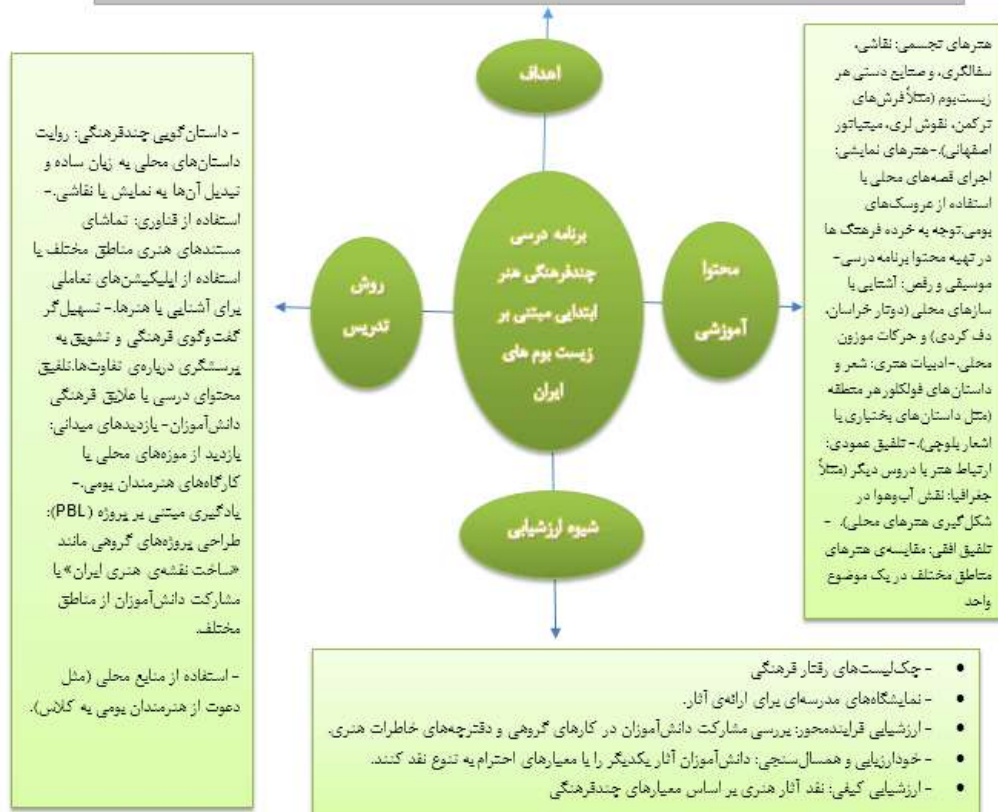 اهداف
هنرهای تجسمی: نقاشی،
سفالگری، و صنایع دستی هر
زیست‌بوم (مثلاً فرش‌های
ترکمن، نقوش لری، مینیاتور
اصفهانی).-هنرهای نمایشی:
اجرای قصه‌های محلی با
استفاده از عروسک‌های
بومی.توجه به خرده فرهنگ ها
در تهیه محتوا برنامه درسی-
موسیقی و رقص: آشنایی با
سازهای محلی (دوتار خراسان،
دف کردی) و حرکات موزون
محلی.-ادبیات هنری: شعر و
داستان های فولکلور هر منطقه
(مثل داستان‌های بختیاری یا
اشعار بلوچی).- تلفیق عمودی:
ارتباط هنر با دروس دیگر (مثلاً
جغرافیا: نقش آب‌وهوا در
شکل‌گیری هنرهای محلی). -
تلفیق افقی: مقایسه‌ی هنرهای
مناطق مختلف در یک موضوع
واحد
محتوا
آموزشی
برنامه درسی
چندفرهنگی هنر
ابتدایی مبتنی بر
زیست بوم های
ایران
روش
تدریس
- داستان‌گویی چندفرهنگی: روایت
داستان‌های محلی به زبان ساده و
تبدیل آن‌ها به نمایش یا نقاشی.-
استفاده از فناوری: تماشای
مستندهای هنری مناطق مختلف یا
استفاده از اپلیکیشن‌های تعاملی
برای آشنایی با هنرها.- تسهیل‌گر
گفت‌وگوی فرهنگی و تشویق به
پرسشگری درباره‌ی تفاوت‌ها.تلفیق
محتوای درسی با علایق فرهنگی
دانش‌آموزان- بازدیدهای میدانی:
بازدید از موزه‌های محلی یا
کارگاه‌های هنرمندان بومی.-
یادگیری مبتنی بر پروژه (PBL):
طراحی پروژه‌های گروهی مانند
«ساخت نقشه‌ی هنری ایران» با
مشارکت دانش‌آموزان از مناطق
مختلف.
- استفاده از منابع محلی (مثل
دعوت از هنرمندان بومی به کلاس).
شیوه ارزشیابی
● - چک‌لیست‌های رفتار فرهنگی
● - نمایشگاه‌های مدرسه‌ای برای ارائه‌ی آثار.
● - ارزشیابی فرایندمحور: بررسی مشارکت دانش‌آموزان در کارهای گروهی و دفترچه‌های خاطرات هنری.
● - خودارزیابی و همسال‌سنجی: دانش‌آموزان آثار یکدیگر را با معیارهای احترام به تنوع نقد کنند.
● - ارزشیابی کیفی: نقد آثار هنری بر اساس معیارهای چندفرهنگی